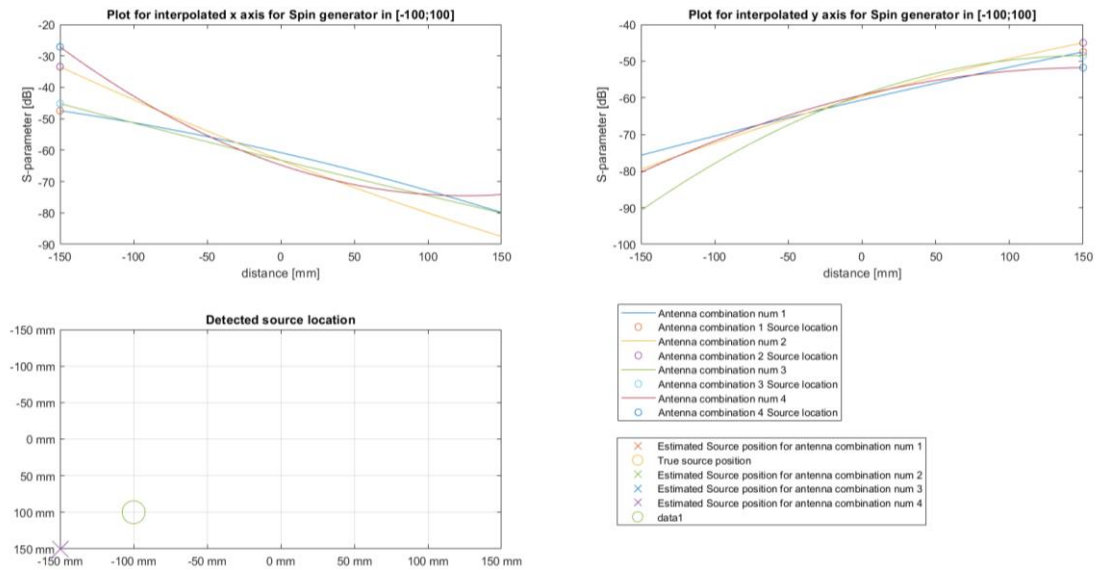 Plot for interpolated x axis for Spin generator in [-100;100]
-20
-30
-40
-50
-60
-70
-80
-90
S-parameter [dB]
-150 -100 -50 0 50 100 150
distance [mm]
Plot for interpolated y axis for Spin generator in [-100;100]
-40
-50
-60
-70
-80
-90
-100
S-parameter [dB]
-150 -100 -50 0 50 100 150
distance [mm]
Detected source location
-150 mm
-100 mm
-50 mm
0 mm
50 mm
100 mm
150 mm
-150 mm -100 mm -50 mm 0 mm 50 mm 100 mm 150 mm
Antenna combination num 1
Antenna combination 1 Source location
Antenna combination num 2
Antenna combination 2 Source location
Antenna combination num 3
Antenna combination 3 Source location
Antenna combination num 4
Antenna combination 4 Source location
Estimated Source position for antenna combination num 1
True source position
Estimated Source position for antenna combination num 2
Estimated Source position for antenna combination num 3
Estimated Source position for antenna combination num 4
data1